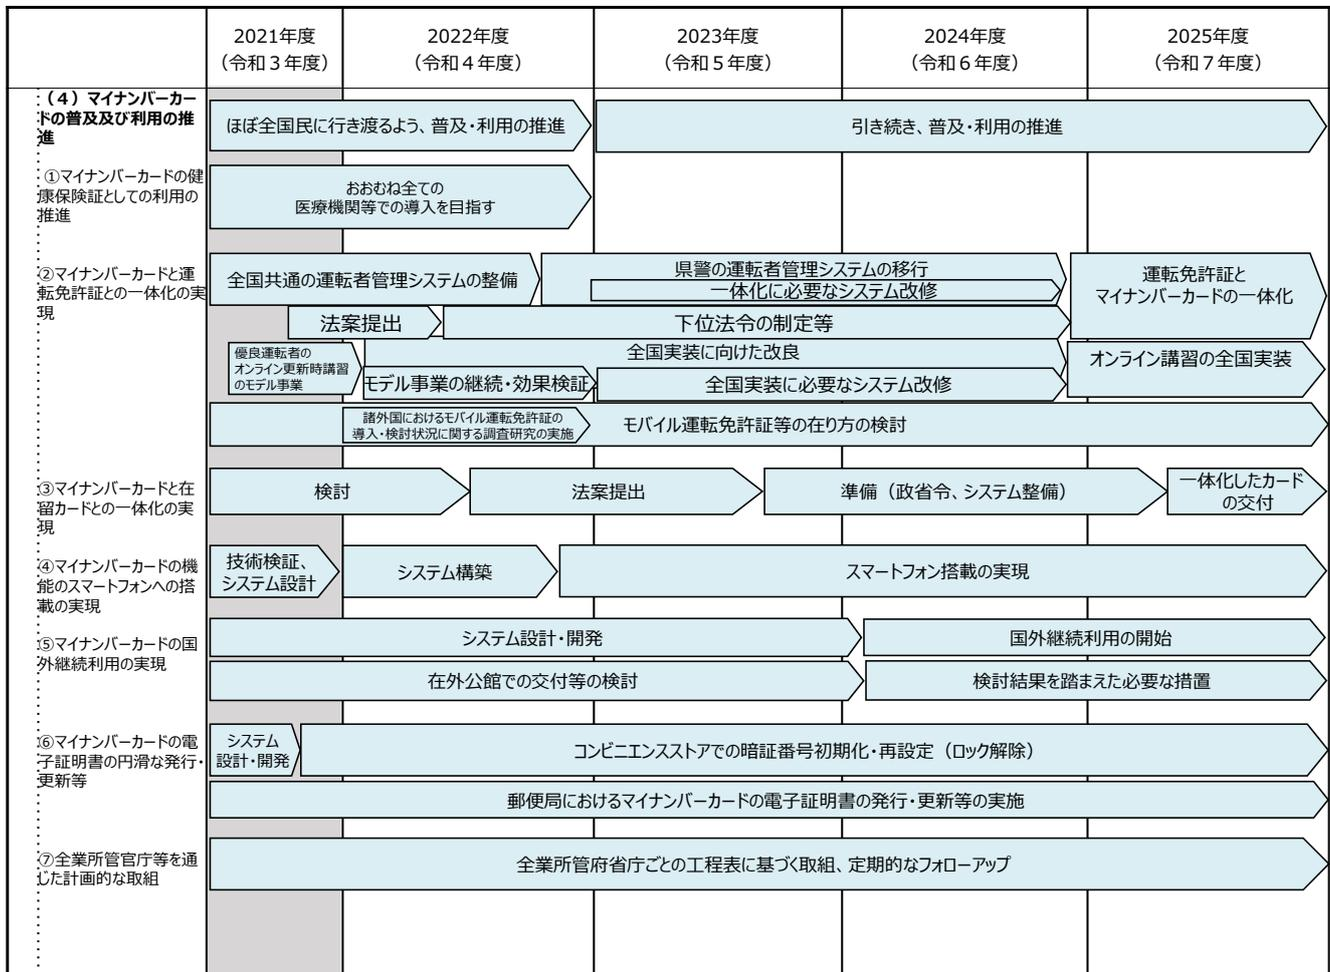 2021年度
（令和３年度）
2022年度
（令和４年度）
2023年度
（令和５年度）
2024年度
（令和６年度）
2025年度
（令和７年度）
（４）マイナンバーカー
ドの普及及び利用の推
進
ほぼ全国民に行き渡るよう、普及・利用の推進
引き続き、普及・利用の推進
①マイナンバーカードの健
康保険証としての利用の
推進
おおむね全ての
医療機関等での導入を目指す
②マイナンバーカードと運
転免許証との一体化の実
現
全国共通の運転者管理システムの整備
県警の運転者管理システムの移行
一体化に必要なシステム改修
運転免許証と
マイナンバーカードの一体化
法案提出
下位法令の制定等
優良運転者の
オンライン更新時講習
のモデル事業
全国実装に向けた改良
モデル事業の継続・効果検証
全国実装に必要なシステム改修
オンライン講習の全国実装
諸外国におけるモバイル運転免許証の
導入・検討状況に関する調査研究の実施
モバイル運転免許証等の在り方の検討
③マイナンバーカードと在
留カードとの一体化の実
現
検討
法案提出
準備（政省令、システム整備）
一体化したカード
の交付
④マイナンバーカードの機
能のスマートフォンへの搭
載の実現
技術検証、
システム設計
システム構築
スマートフォン搭載の実現
⑤マイナンバーカードの国
外継続利用の実現
システム設計・開発
国外継続利用の開始
在外公館での交付等の検討
検討結果を踏まえた必要な措置
⑥マイナンバーカードの電
子証明書の円滑な発行・
更新等
システム
設計・開発
コンビニエンスストアでの暗証番号初期化・再設定（ロック解除）
郵便局におけるマイナンバーカードの電子証明書の発行・更新等の実施
⑦全業所管官庁等を通
じた計画的な取組
全業所管府省庁ごとの工程表に基づく取組、定期的なフォローアップ